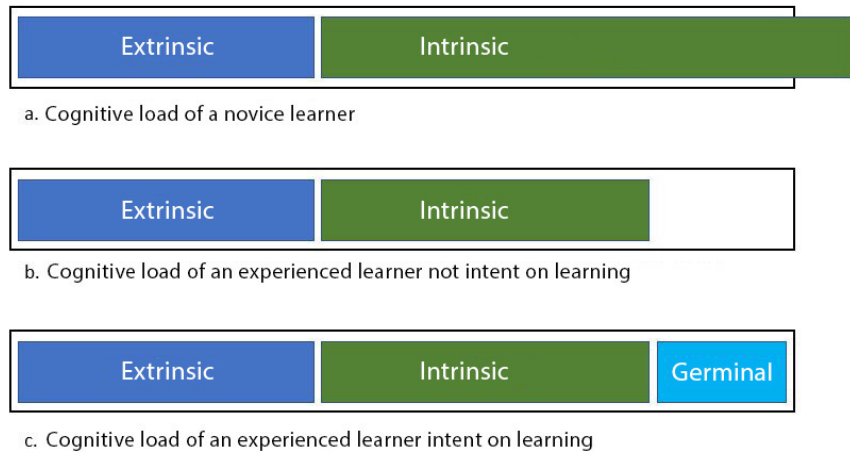 Extrinsic Intrinsic
a. Cognitive load of a novice learner
Extrinsic Intrinsic
b. Cognitive load of an experienced learner not intent on learning
Extrinsic Intrinsic Germinal
c. Cognitive load of an experienced learner intent on learning